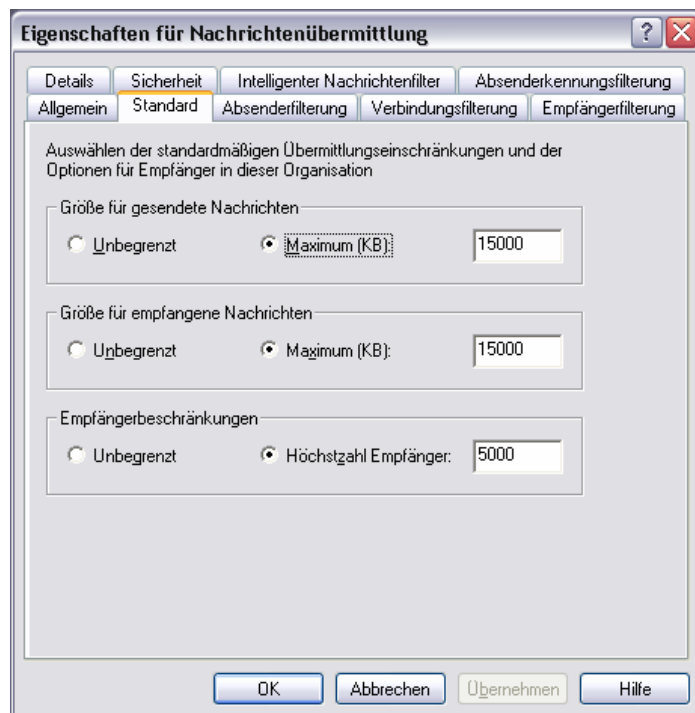 Eigenschaften für Nachrichtenübermittlung
Details Sicherheit Intelligenter Nachrichtenfilter Absenderkennungsfilterung
Allgemein Standard Absenderfilterung Verbindungsfilterung Empfängerfilterung
Auswählen der standardmäßigen Übermittlungseinschränkungen und der
Optionen für Empfänger in dieser Organisation
Größe für gesendete Nachrichten
Unbegrenzt Maximum (KB): 15000
Größe für empfangene Nachrichten
Unbegrenzt Maximum (KB): 15000
Empfängerbeschränkungen
Unbegrenzt Höchstzahl Empfänger: 5000
OK Abbrechen Übernehmen Hilfe